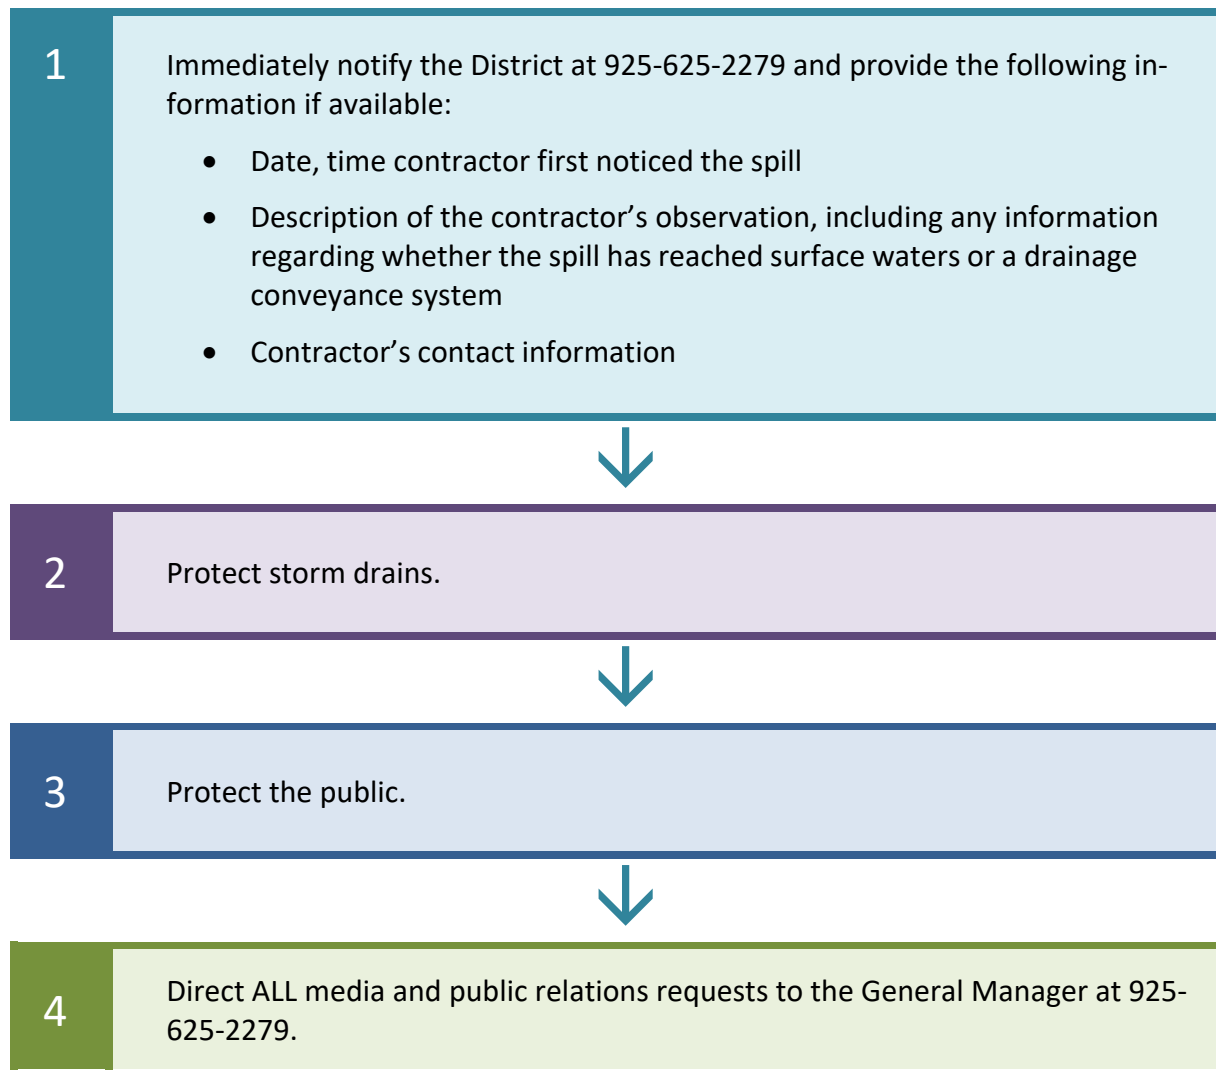 1
Immediately notify the District at 925-625-2279 and provide the following in-
formation if available:
• Date, time contractor first noticed the spill
• Description of the contractor’s observation, including any information
regarding whether the spill has reached surface waters or a drainage
conveyance system
• Contractor’s contact information
2
Protect storm drains.
3
Protect the public.
4
Direct ALL media and public relations requests to the General Manager at 925-
625-2279.